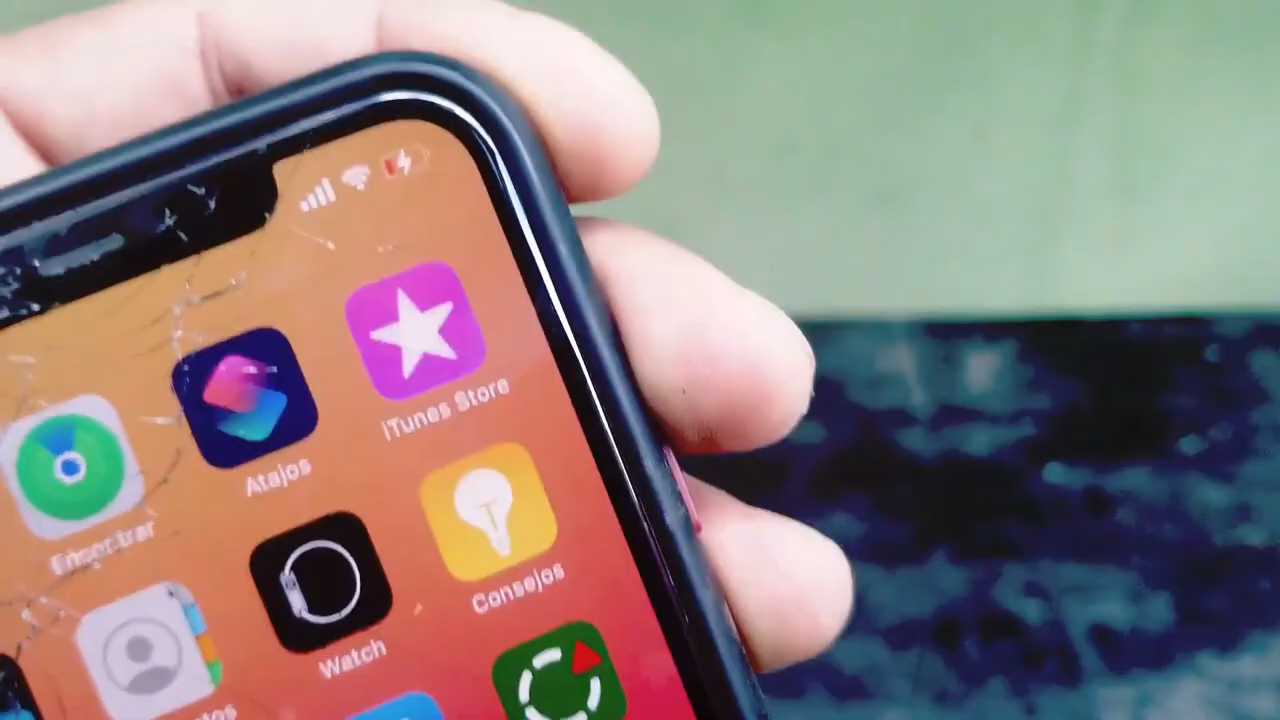 iTunes Store
Atajos
Encontrar
Consejos
Watch